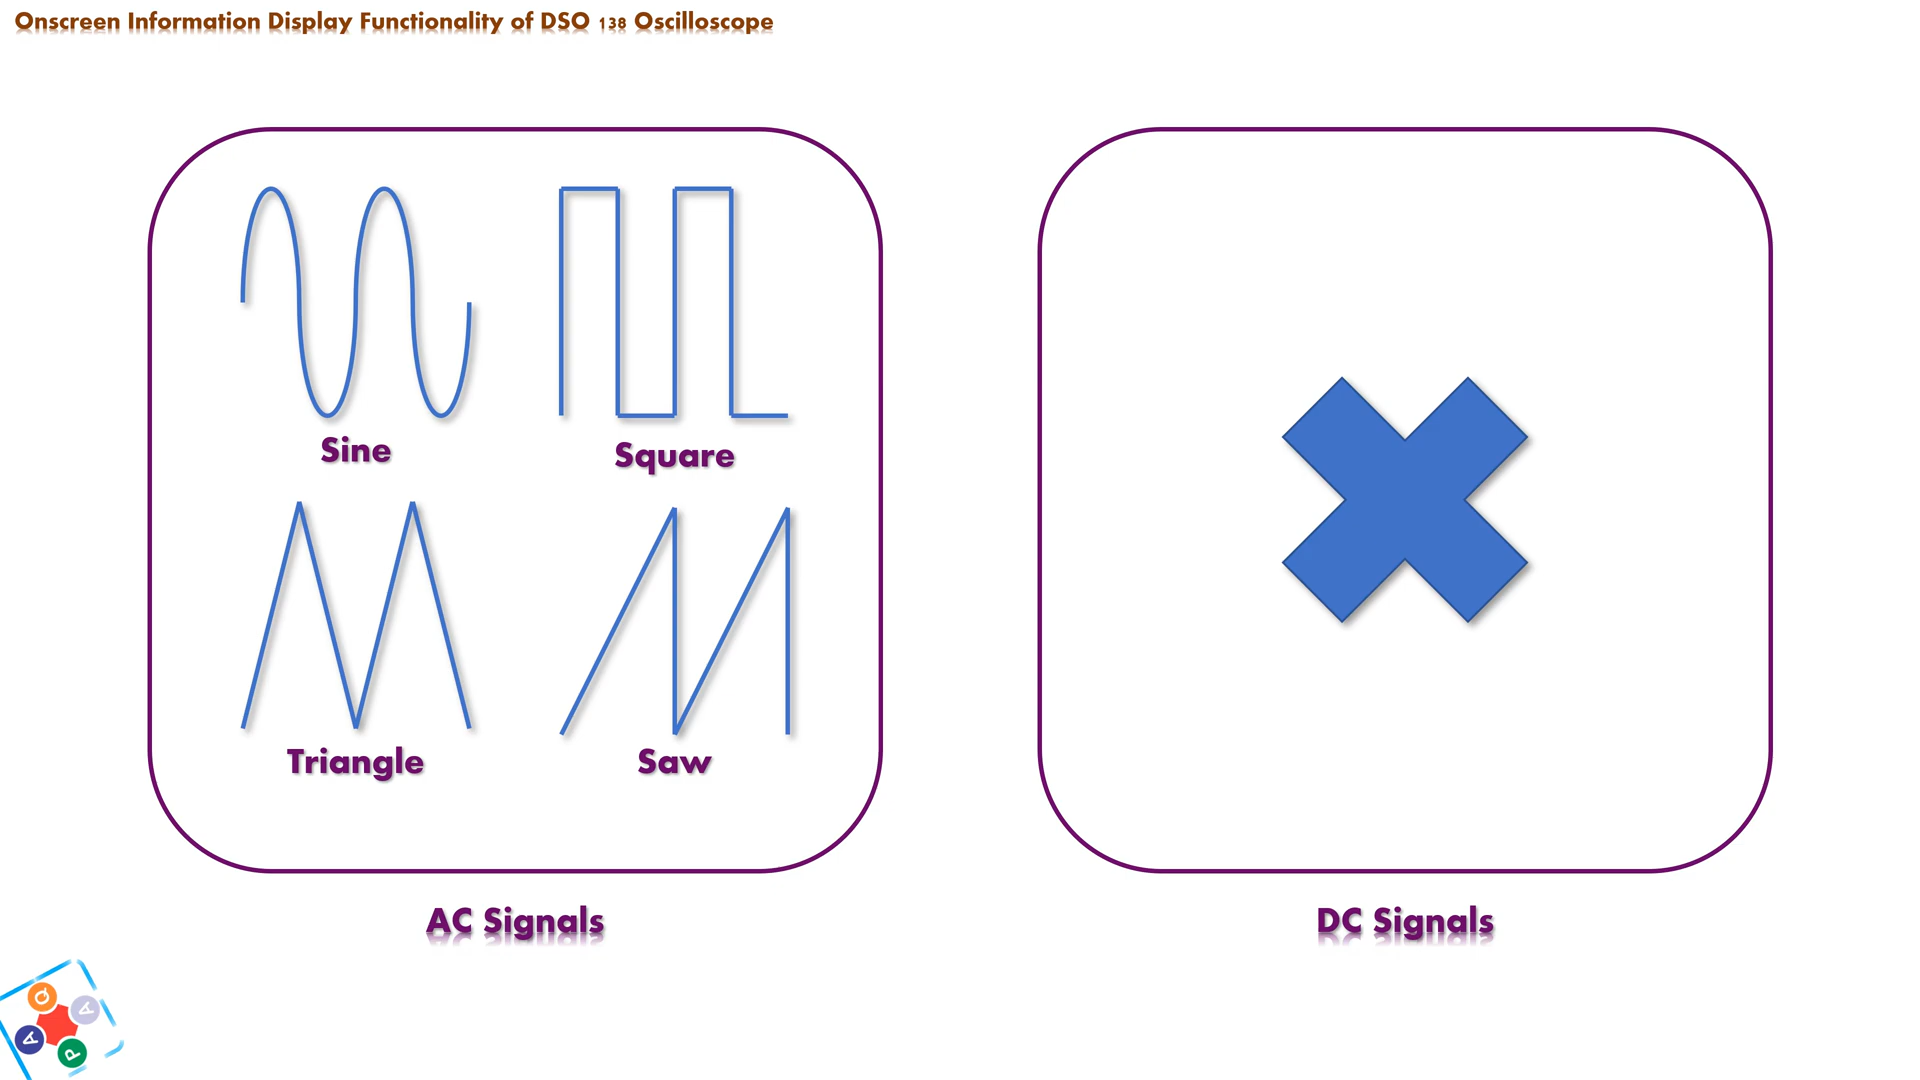 Onscreen Information Display Functionality of DSO 138 Oscilloscope
Sine
Square
Triangle
Saw
AC Signals
DC Signals
Q
A
A
P